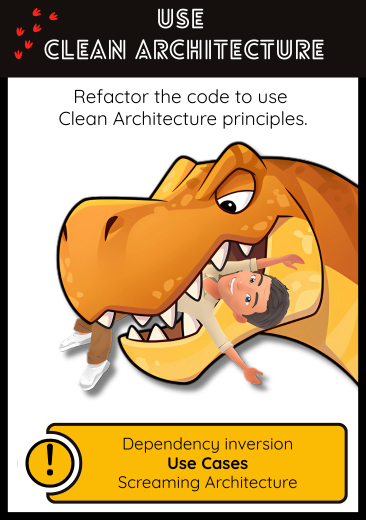 USE
CLEAN ARCHITECTURE
Refactor the code to use
Clean Architecture principles.
!
Dependency inversion
Use Cases
Screaming Architecture